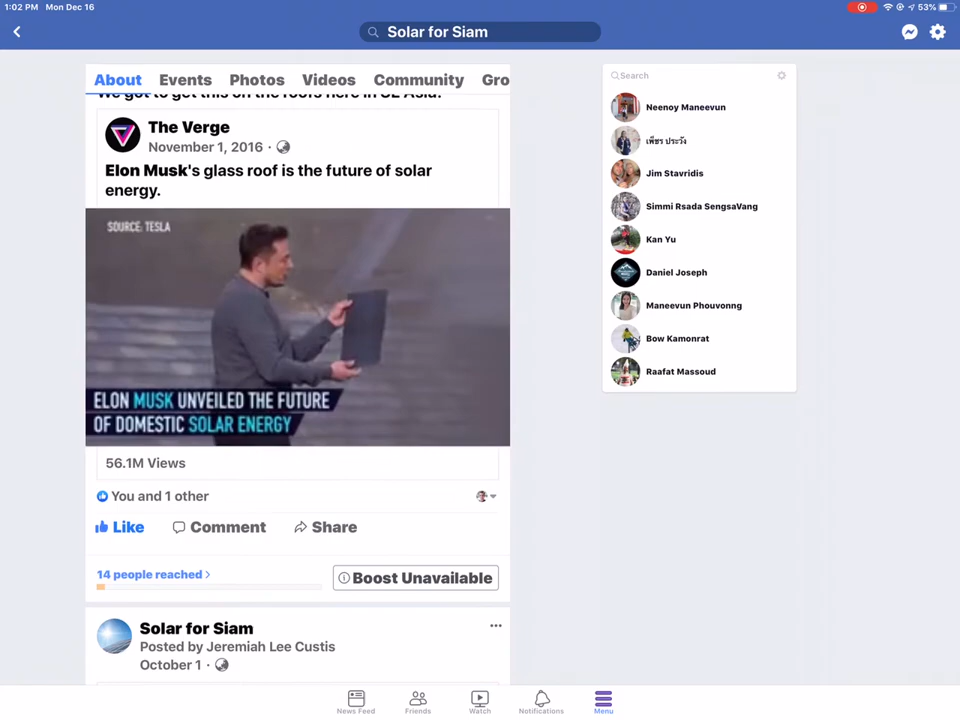 1:02 PM Mon Dec 16
53%
Solar for Siam
About Events Photos Videos Community Gro
We got to get this on the roofs here in SE Asia!
The Verge
November 1, 2016 ·
Elon Musk's glass roof is the future of solar
energy.
SOURCE: TESLA
ELON MUSK UNVEILED THE FUTURE
OF DOMESTIC SOLAR ENERGY
56.1M Views
You and 1 other
Like Comment Share
14 people reached >
Boost Unavailable
Solar for Siam
Posted by Jeremiah Lee Custis
October 1 ·
Search
Neenoy Maneevun
เพ็ชร ประวัง
Jim Stavridis
Simmi Rsada SengsaVang
Kan Yu
Daniel Joseph
Maneevun Phouvonng
Bow Kamonrat
Raafat Massoud
News Feed
Friends
Watch
Notifications
Menu